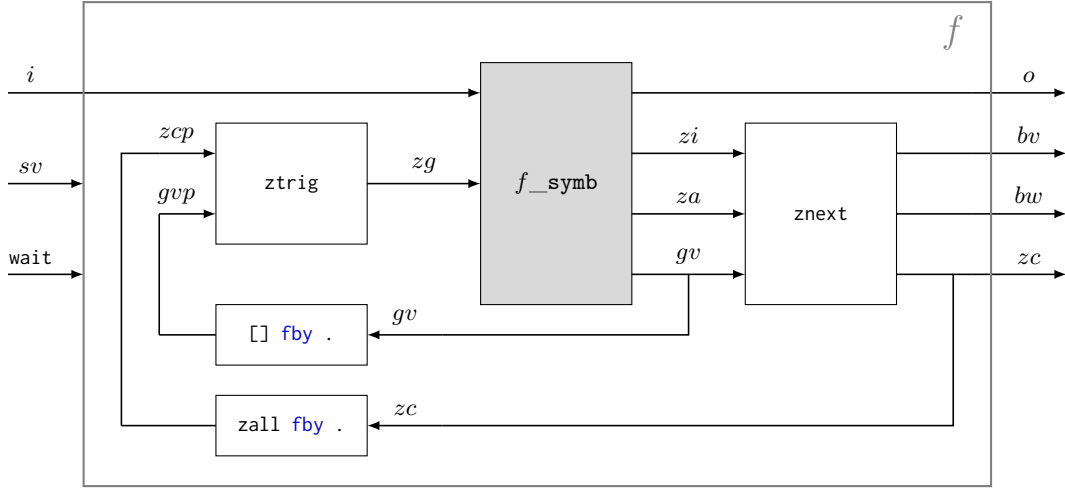 f
i
o
zcp
zi
bv
sv
ztrig
zg
f_symb
gvp
za
znext
bw
wait
gv
zc
[] fby .
gv
zall fby .
zc